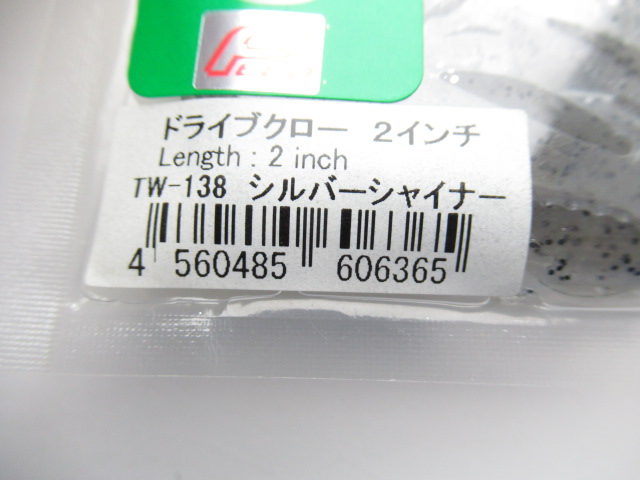 ドライブクロー 2インチ
Length : 2 inch
TW-138 シルバーシャイナー
4 560485 606365